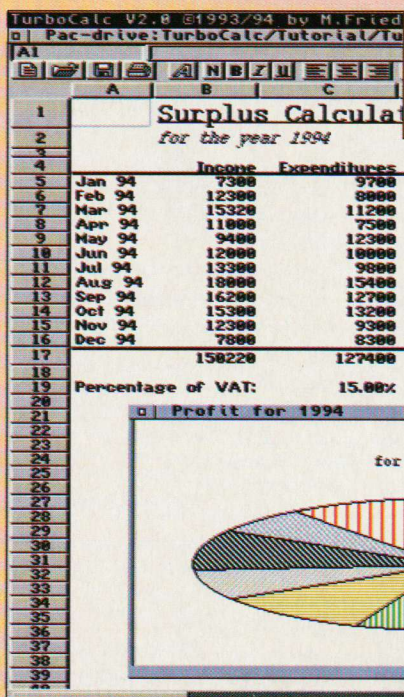 TurboCalc V2.0 ©1993/94 by M.Fried
Pac-drive:TurboCalc/Tutorial/Tu
A1
A N B I U
A B C
1 Surplus Calculat
2 for the year 1994
3
4 Income Expenditures
5 Jan 94 7300 9700
6 Feb 94 12300 8000
7 Mar 94 15320 11200
8 Apr 94 11000 7500
9 May 94 9400 12300
10 Jun 94 12000 10000
11 Jul 94 13300 9800
12 Aug 94 18000 15400
13 Sep 94 16200 12700
14 Oct 94 15300 13200
15 Nov 94 12300 9300
16 Dec 94 7800 8300
17 150220 127400
18
19 Percentage of VAT: 15.00%
20
21 Profit for 1994
22
23
24 for
25
26
27
28
29
30
31
32
33
34
35
36
37
38
39